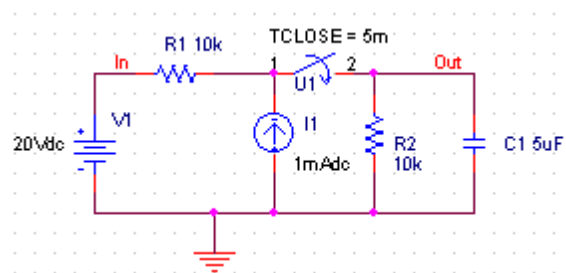 TCLOSE = 5m
R1 10k
In
1
2
Out
U1
V1
I1
20Vdc
R2
10k
C1 5uF
1mAdc
+
-